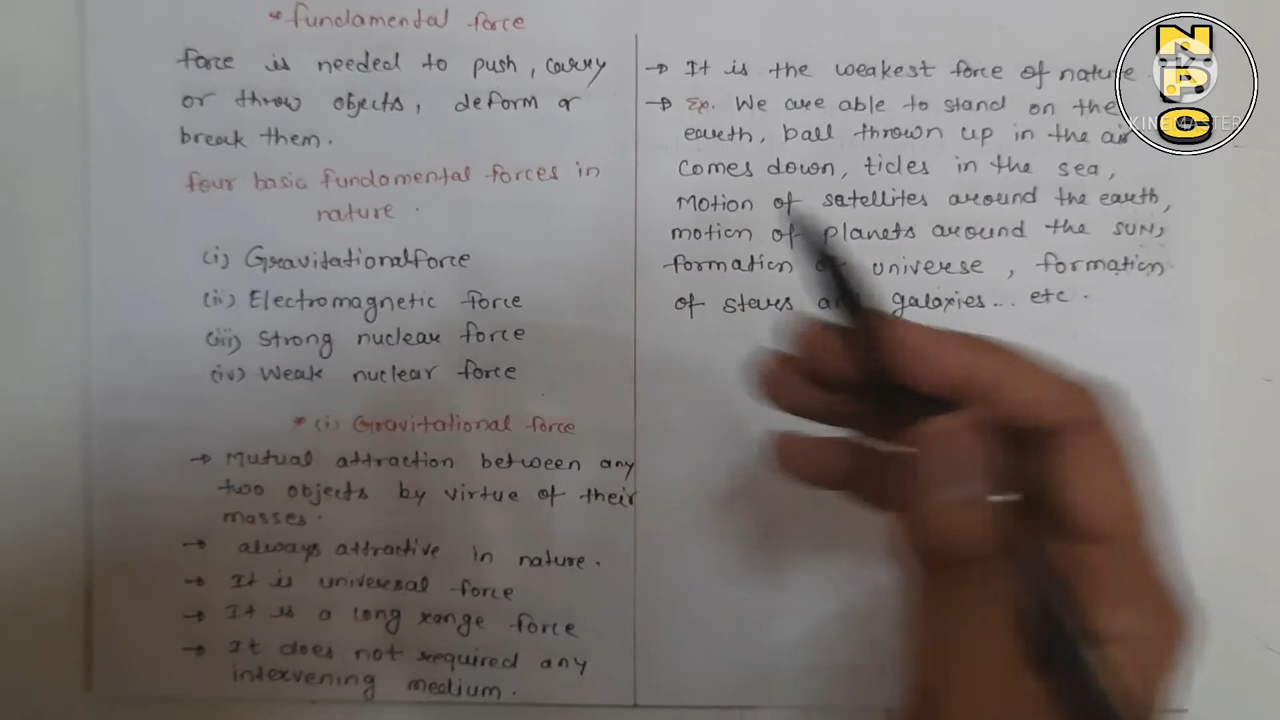 * fundamental force
force is needed to push, carry
or throw objects, deform or
break them.
four basic fundamental forces in
nature.
(i) Gravitational force
(ii) Electromagnetic force
(iii) Strong nuclear force
(iv) Weak nuclear force
* (i) Gravitational force
→ Mutual attraction between any
two objects by virtue of their
masses.
→ always attractive in nature.
→ It is universal force
→ It is a long range force
→ It does not required any
intervening medium.
→ It is the weakest force of nature.
→ Ex. We are able to stand on the
earth, ball thrown up in the air
comes down, tides in the sea,
Motion of satellites around the earth,
motion of planets around the sun,
formation universe, formation
of stars galaxies... etc.
NPC
KINEMASTER